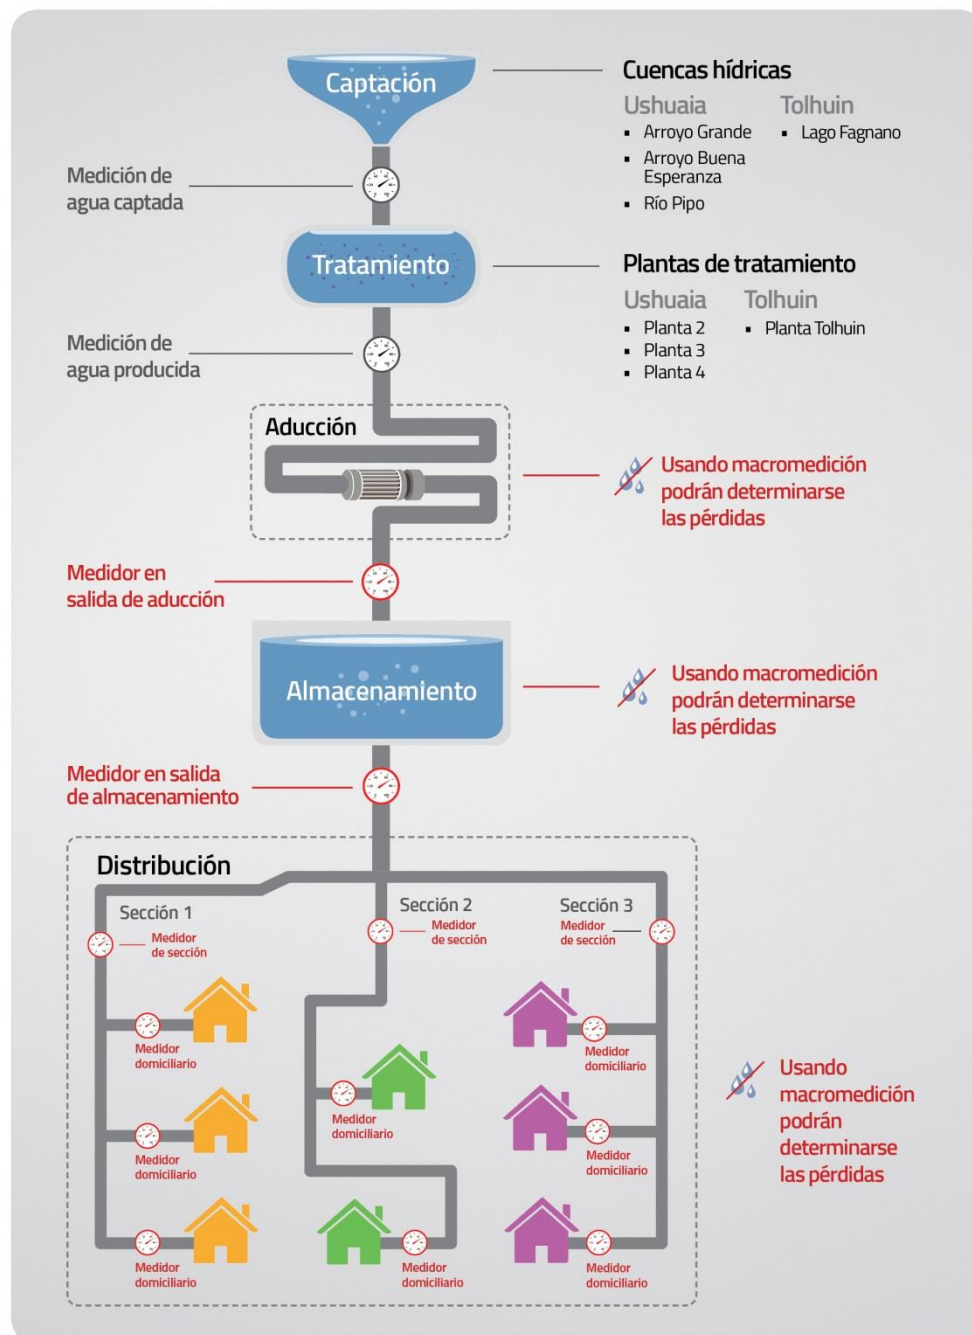 Captación
Cuencas hídricas
Ushuaia
Tolhuin
▪ Arroyo Grande
▪ Lago Fagnano
▪ Arroyo Buena
Esperanza
▪ Río Pipo
Medición de
agua captada
Tratamiento
Plantas de tratamiento
Ushuaia
Tolhuin
▪ Planta 2
▪ Planta Tolhuin
▪ Planta 3
▪ Planta 4
Medición de
agua producida
Aducción
Usando macromedición
podrán determinarse
las pérdidas
Medidor en
salida de aducción
Almacenamiento
Usando macromedición
podrán determinarse
las pérdidas
Medidor en salida
de almacenamiento
Distribución
Sección 1
Medidor
de sección
Sección 2
Medidor
de sección
Sección 3
Medidor
de sección
Medidor
domiciliario
Medidor
domiciliario
Medidor
domiciliario
Medidor
domiciliario
Medidor
domiciliario
Medidor
domiciliario
Medidor
domiciliario
Medidor
domiciliario
Usando
macromedición
podrán
determinarse
las pérdidas